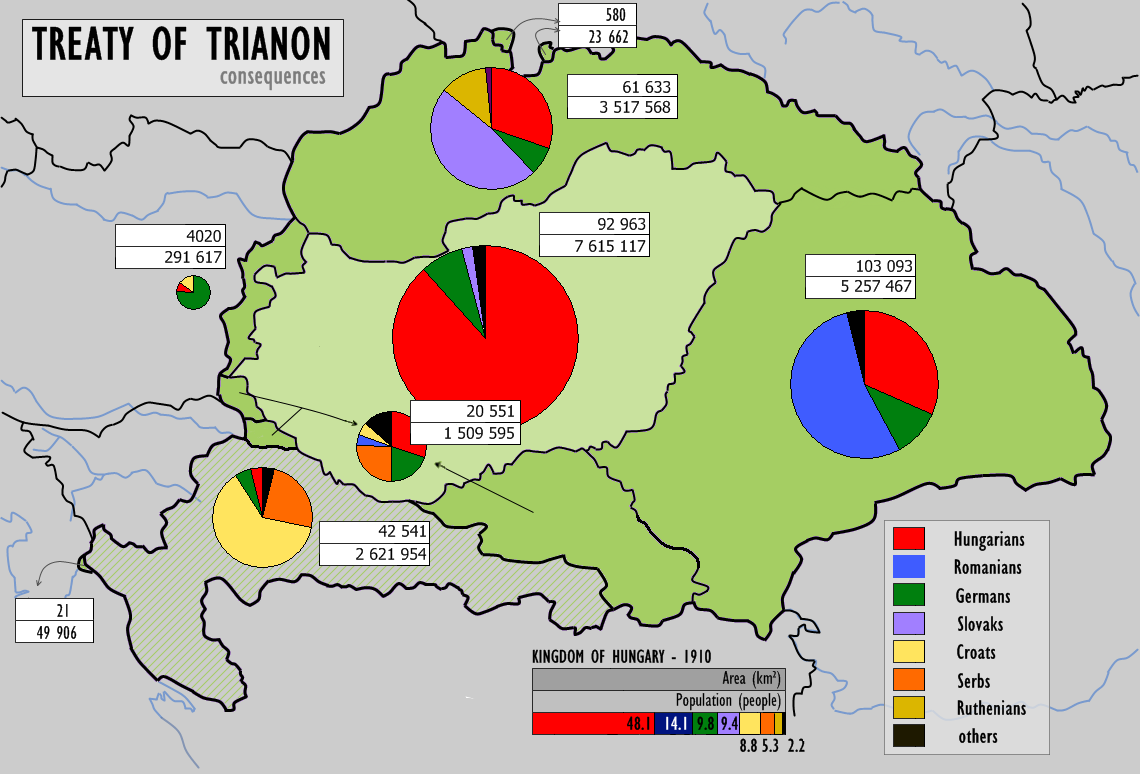 TREATY OF TRIANON
consequences
580
23 662
61 633
3 517 568
4020
291 617
92 963
7 615 117
103 093
5 257 467
20 551
1 509 595
42 541
2 621 954
21
49 906
Hungarians
Romanians
Germans
Slovaks
Croats
Serbs
Ruthenians
others
KINGDOM OF HUNGARY - 1910
Area (km²)
Population (people)
48.1 14.1 9.8 9.4
8.8 5.3 2.2